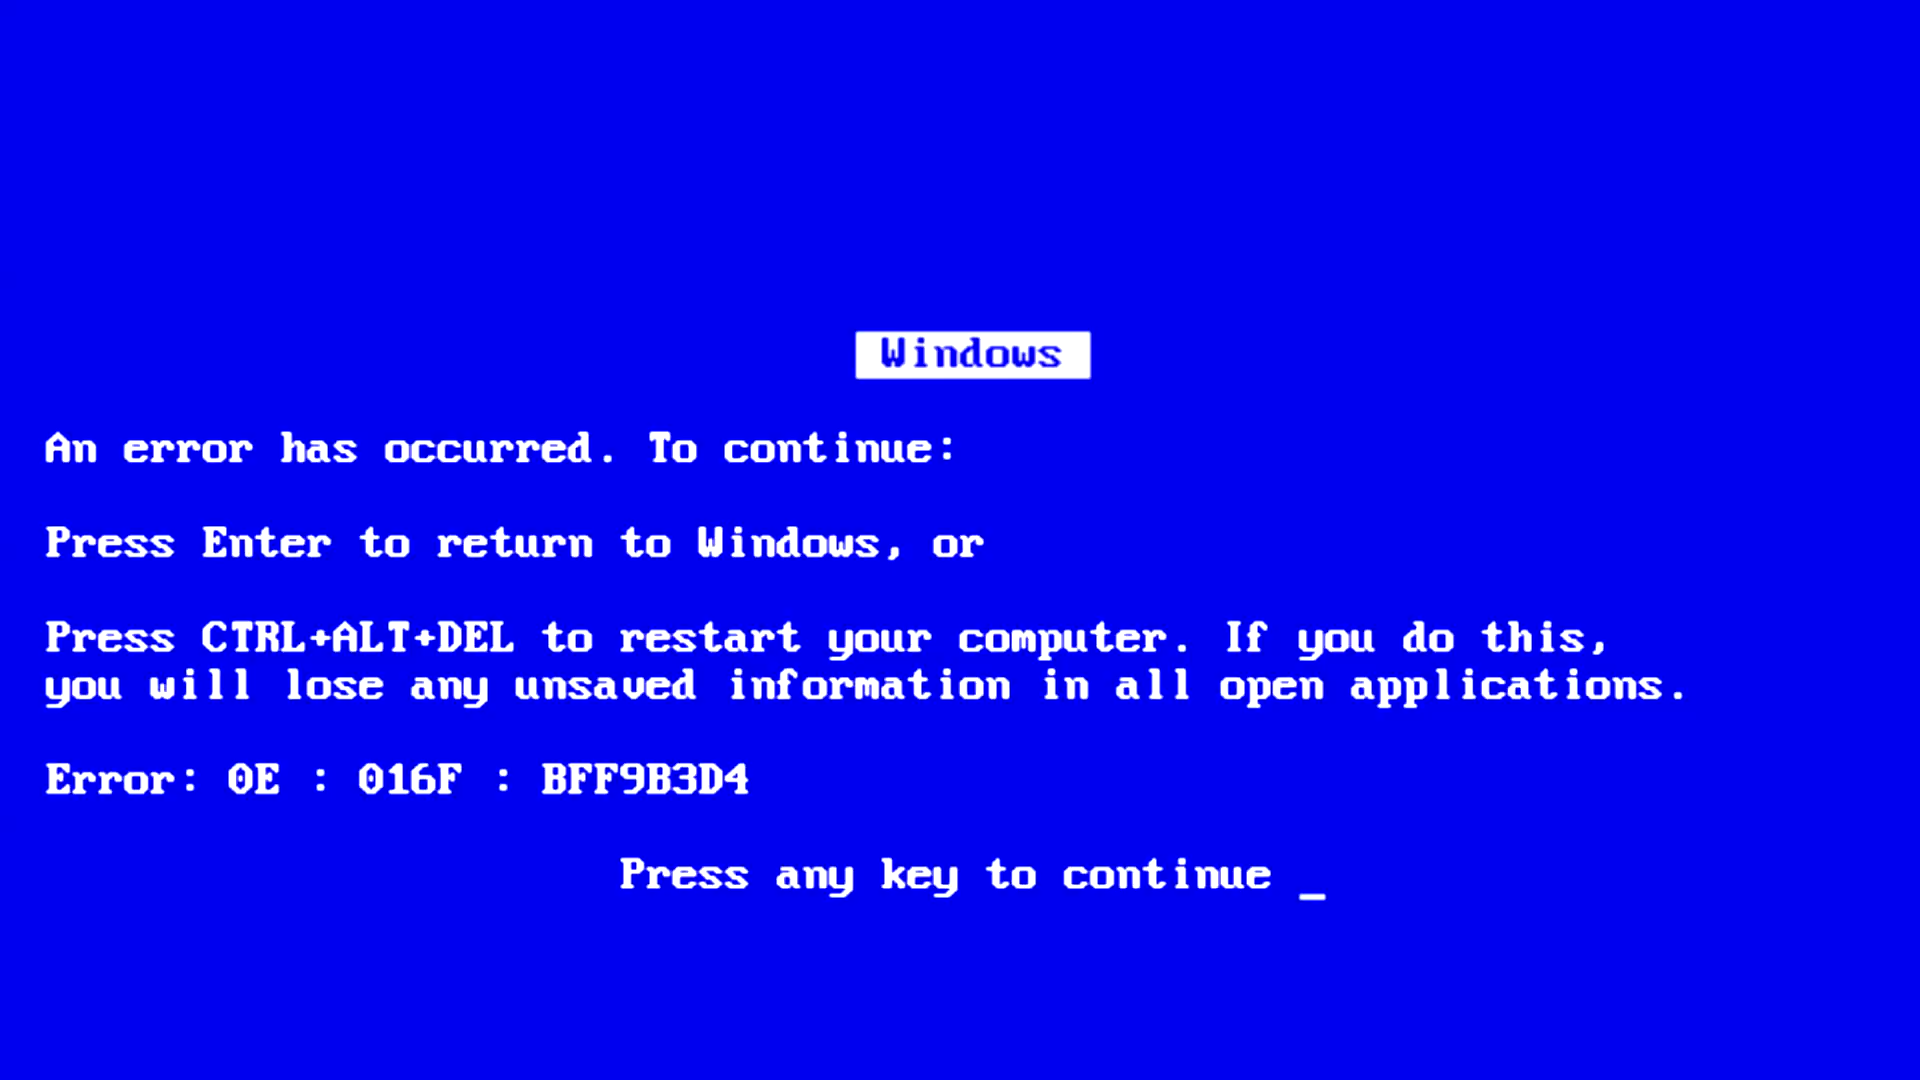 Windows
An error has occurred. To continue:
Press Enter to return to Windows, or
Press CTRL+ALT+DEL to restart your computer. If you do this,
you will lose any unsaved information in all open applications.
Error: 0E : 016F : BFF9B3D4
Press any key to continue _